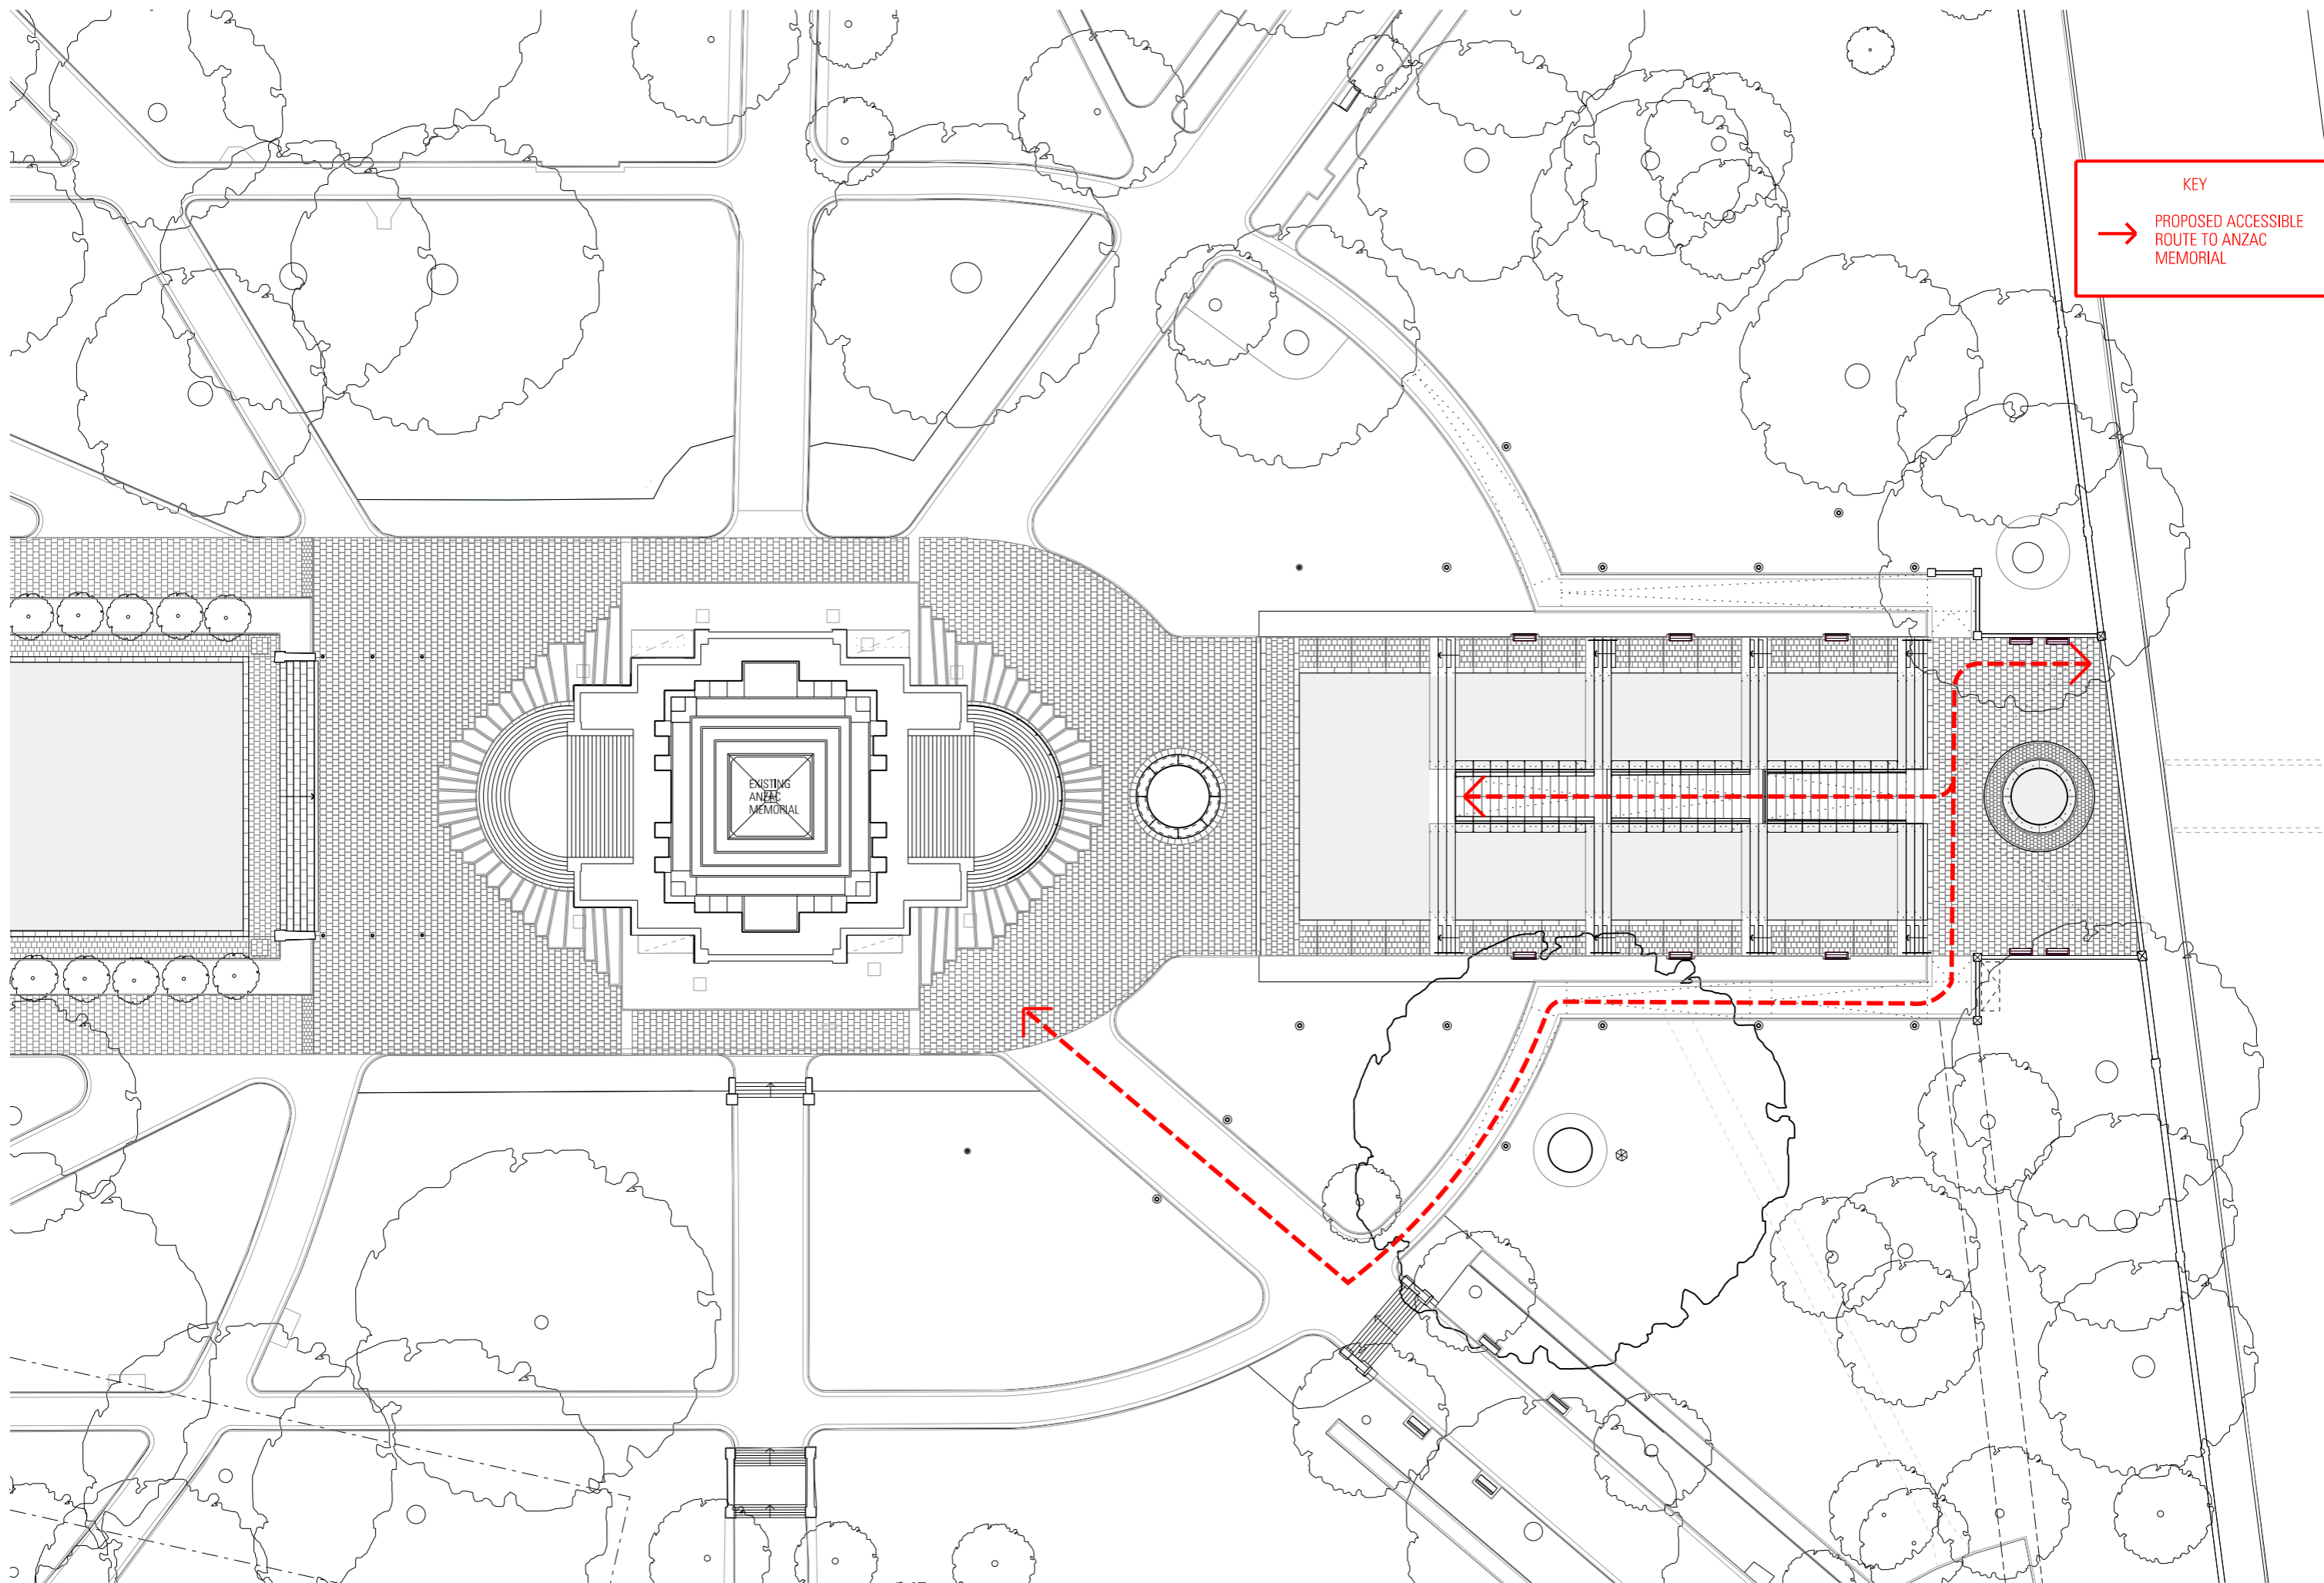 KEY
PROPOSED ACCESSIBLE
ROUTE TO ANZAC
MEMORIAL
EXISTING
ANZAC
MEMORIAL